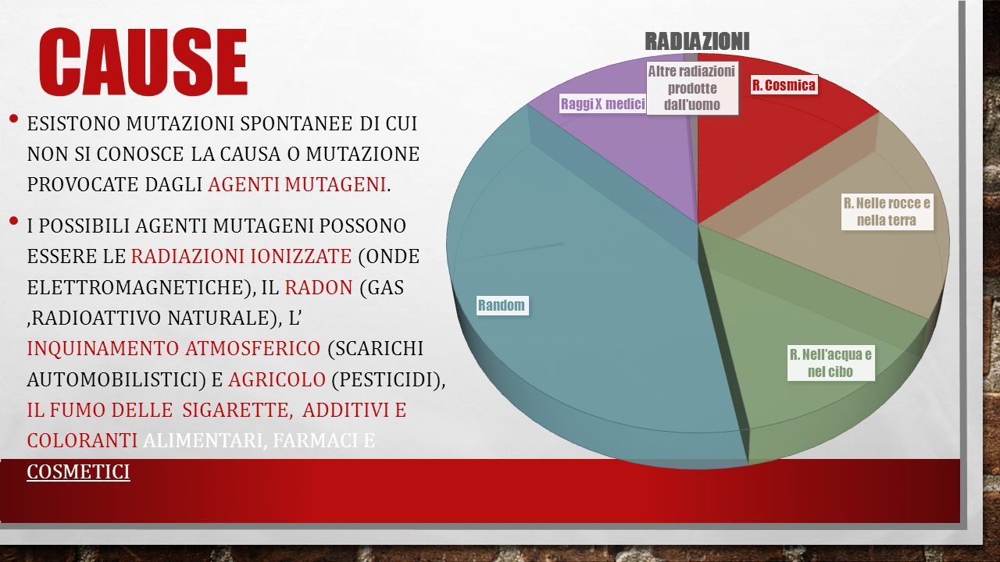 CAUSE
• ESISTONO MUTAZIONI SPONTANEE DI CUI
NON SI CONOSCE LA CAUSA O MUTAZIONE
PROVOCATE DAGLI AGENTI MUTAGENI.
• I POSSIBILI AGENTI MUTAGENI POSSONO
ESSERE LE RADIAZIONI IONIZZATE (ONDE
ELETTROMAGNETICHE), IL RADON (GAS
,RADIOATTIVO NATURALE), L’
INQUINAMENTO ATMOSFERICO (SCARICHI
AUTOMOBILISTICI) E AGRICOLO (PESTICIDI),
IL FUMO DELLE SIGARETTE, ADDITIVI E
COLORANTI ALIMENTARI, FARMACI E
COSMETICI
RADIAZIONI
Altre radiazioni
prodotte
dall'uomo
R. Cosmica
Raggi X medici
R. Nelle rocce e
nella terra
Random
R. Nell'acqua e
nel cibo